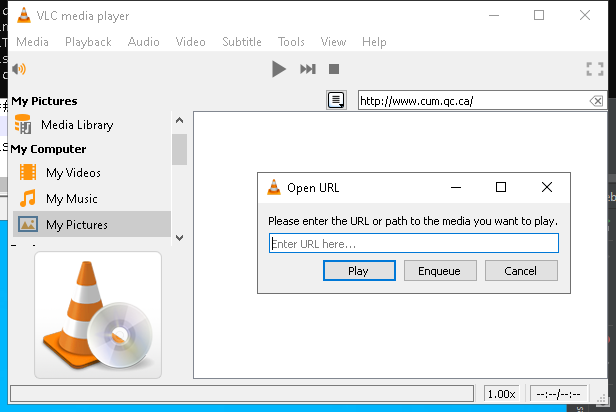 VLC media player
Media Playback Audio Video Subtitle Tools View Help
My Pictures
http://www.cum.qc.ca/
Media Library
My Computer
My Videos
My Music
My Pictures
Open URL
Please enter the URL or path to the media you want to play.
Enter URL here...
Play Enqueue Cancel
1.00x --:--/--:--